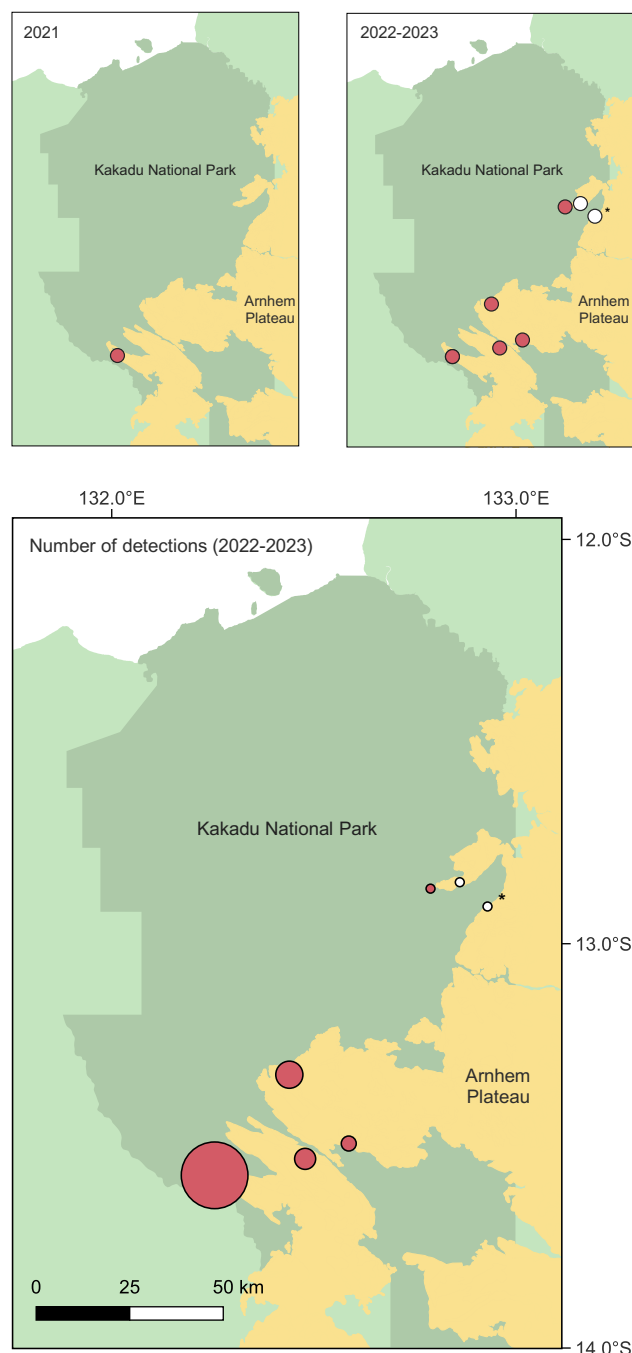 2021
Kakadu National Park
Arnhem
Plateau
2022-2023
Kakadu National Park
*
Arnhem
Plateau
132.0°E
133.0°E
Number of detections (2022-2023)
12.0°S
Kakadu National Park
*
13.0°S
Arnhem
Plateau
0
25
50 km
14.0°S